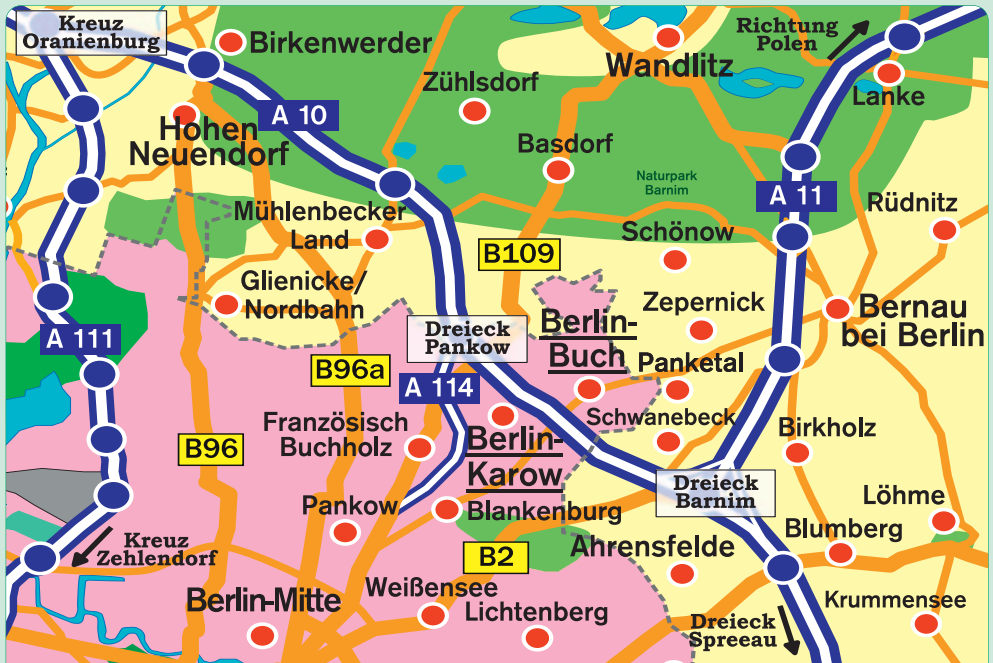 Kreuz
Oranienburg
Birkenwerder
Richtung
Polen
Wandlitz
Zühlsdorf
Lanke
A 10
Hohen
Neuendorf
Basdorf
Naturpark
Barnim
A 11
Rüdnitz
Mühlenbecker
Land
Schönow
B109
Glienicke/
Nordbahn
Zepernick
Bernau
bei Berlin
A 111
Dreieck
Pankow
Berlin-
Buch
Panketal
B96a
A 114
Schwanebeck
Französisch
Buchholz
Birkholz
B96
Berlin-
Karow
Dreieck
Barnim
Pankow
Blankenburg
Löhme
Kreuz
Zehlendorf
B2
Ahrensfelde
Blumberg
Berlin-Mitte
Weißensee
Lichtenberg
Krummensee
Dreieck
Spreeau